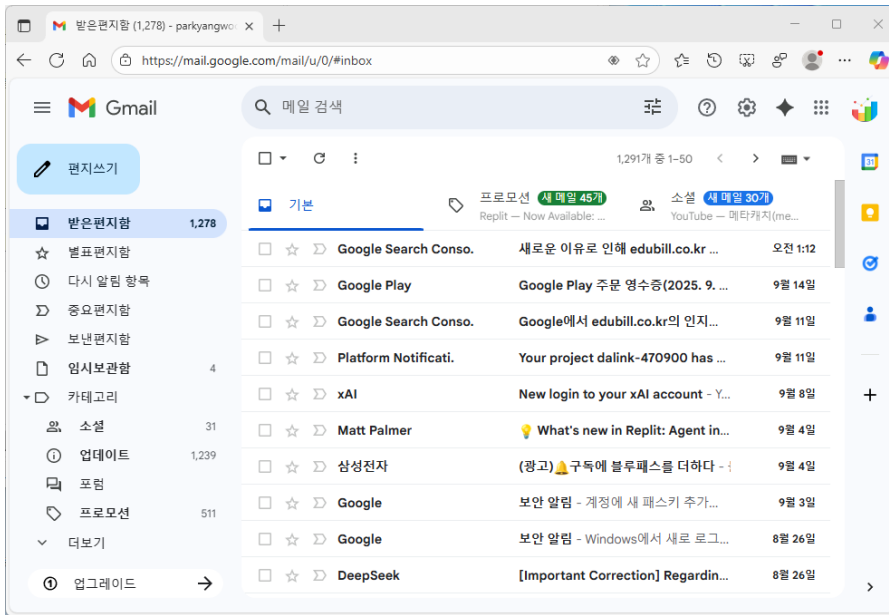 받은편지함 (1,278) - parkyangwo
https://mail.google.com/mail/u/0/#inbox
Gmail
메일 검색
편지쓰기
1,291개 중 1–50
기본
프로모션 새 메일 45개
Replit — Now Available: ...
소셜 새 메일 30개
YouTube — 메타캐치(me...
받은편지함 1,278
별표편지함
다시 알림 항목
중요편지함
보낸편지함
임시보관함 4
카테고리
소셜 31
업데이트 1,239
포럼
프로모션 511
더보기
업그레이드
Google Search Conso. 새로운 이유로 인해 edubill.co.kr ... 오전 1:12
Google Play Google Play 주문 영수증(2025. 9. ... 9월 14일
Google Search Conso. Google에서 edubill.co.kr의 인지... 9월 11일
Platform Notificati. Your project dalink-470900 has ... 9월 11일
xAI New login to your xAI account - Y... 9월 8일
Matt Palmer 💡 What's new in Replit: Agent in... 9월 4일
삼성전자 (광고)🔔구독에 블루패스를 더하다 - 9월 4일
Google 보안 알림 - 계정에 새 패스키 추가... 9월 3일
Google 보안 알림 - Windows에서 새로 로그... 8월 26일
DeepSeek [Important Correction] Regardin... 8월 26일
31